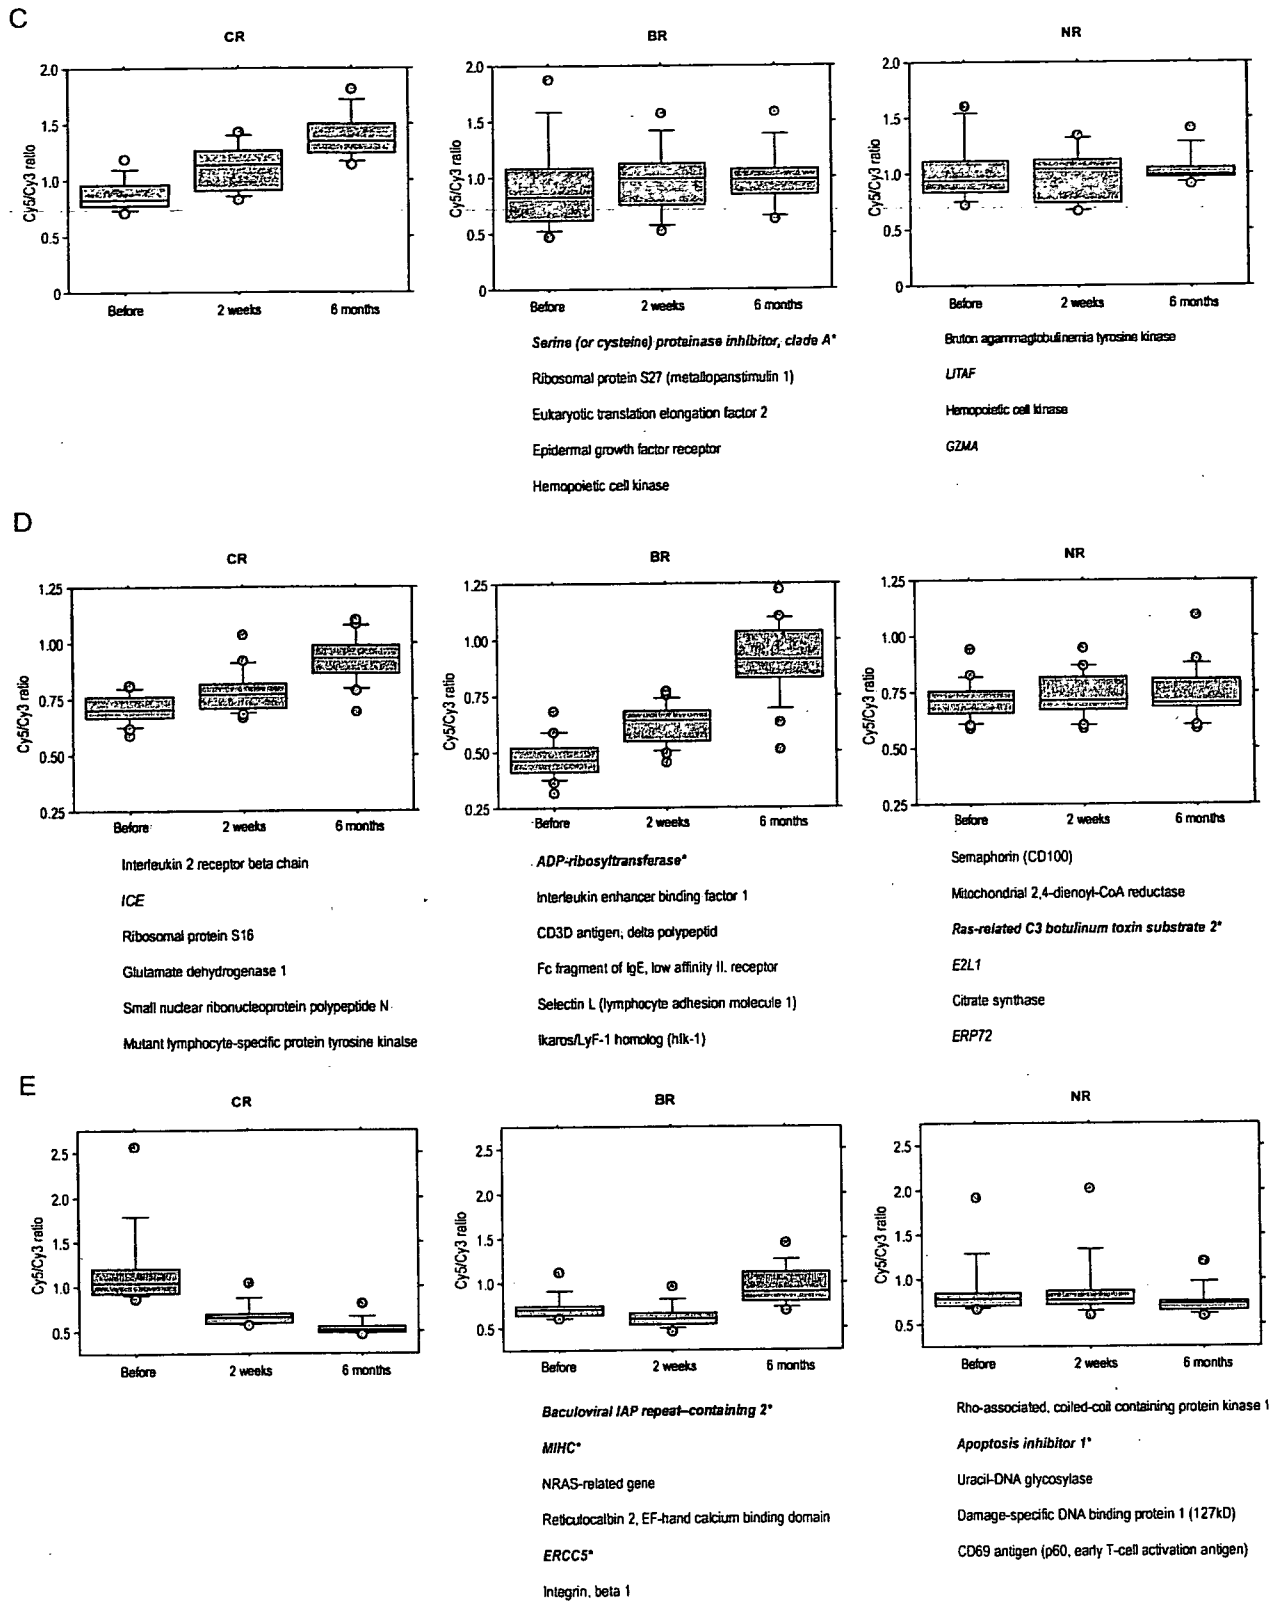 C
CR
BR
NR
Cy5/Cy3 ratio
2.0
1.5
1.0
0.5
0
Before
2 weeks
6 months
Cy5/Cy3 ratio
2.0
1.5
1.0
0.5
0
Before
2 weeks
6 months
Cy5/Cy3 ratio
2.0
1.5
1.0
0.5
0
Before
2 weeks
6 months
Serine (or cysteine) proteinase inhibitor, clade A*
Ribosomal protein S27 (metallopanstimulin 1)
Eukaryotic translation elongation factor 2
Epidermal growth factor receptor
Hemopoietic cell kinase
Bruton agammaglobulinemia tyrosine kinase
LITAF
Hemopoietic cell kinase
GZMA
D
CR
BR
NR
Cy5/Cy3 ratio
1.25
1.00
0.75
0.50
0.25
Before
2 weeks
6 months
Cy5/Cy3 ratio
1.25
1.00
0.75
0.50
0.25
Before
2 weeks
6 months
Cy5/Cy3 ratio
1.25
1.00
0.75
0.50
0.25
Before
2 weeks
6 months
Interleukin 2 receptor beta chain
ICE
Ribosomal protein S16
Glutamate dehydrogenase 1
Small nuclear ribonucleoprotein polypeptide N
Mutant lymphocyte-specific protein tyrosine kinalse
ADP-ribosyltransferase*
Interleukin enhancer binding factor 1
CD3D antigen, delta polypeptid
Fc fragment of IgE, low affinity II. receptor
Selectin L (lymphocyte adhesion molecule 1)
Ikaros/LyF-1 homolog (hIk-1)
Semaphorin (CD100)
Mitochondrial 2,4-dienoyl-CoA reductase
Ras-related C3 botulinum toxin substrate 2*
E2L1
Citrate synthase
ERP72
E
CR
BR
NR
Cy5/Cy3 ratio
2.5
2.0
1.5
1.0
0.5
Before
2 weeks
6 months
Cy5/Cy3 ratio
2.5
2.0
1.5
1.0
0.5
Before
2 weeks
6 months
Cy5/Cy3 ratio
2.5
2.0
1.5
1.0
0.5
Before
2 weeks
6 months
Baculoviral IAP repeat–containing 2*
MIHC*
NRAS-related gene
Reticulocalbin 2, EF-hand calcium binding domain
ERCC5*
Integrin, beta 1
Rho-associated, coiled-coil containing protein kinase 1
Apoptosis inhibitor 1*
Uracil-DNA glycosylase
Damage-specific DNA binding protein 1 (127kD)
CD69 antigen (p60, early T-cell activation antigen)